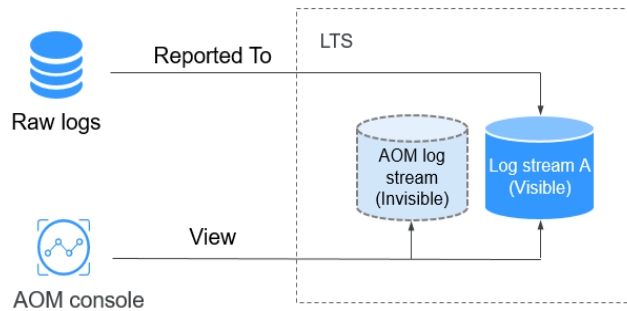 LTS
Reported To
Raw logs
AOM log
stream
(Invisible)
Log stream A
(Visible)
View
AOM console